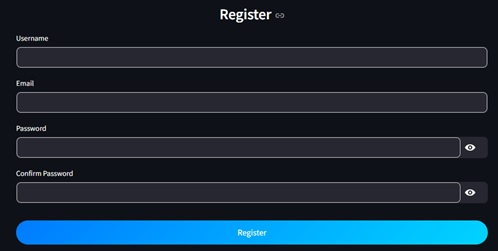 Register
Username
Email
Password
Confirm Password
Register